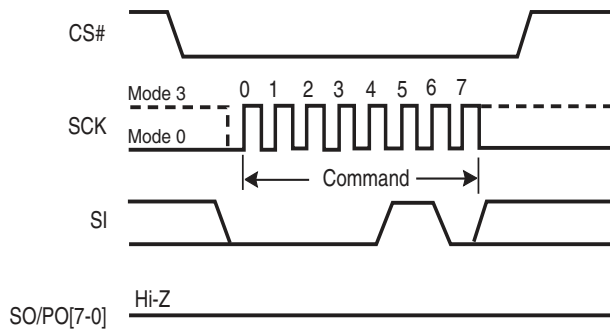 CS#
Mode 3
0 1 2 3 4 5 6 7
SCK
Mode 0
Command
SI
Hi-Z
SO/PO[7-0]